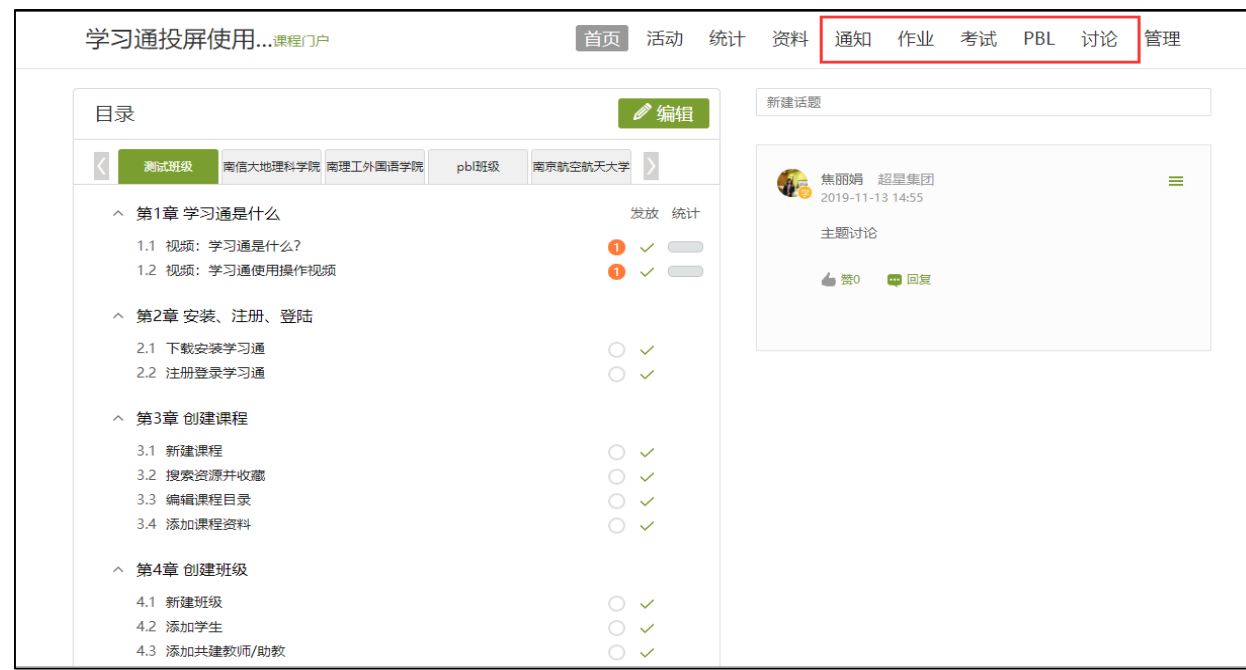 学习通投屏使用...课程门户 首页 活动 统计 资料 通知 作业 考试 PBL 讨论 管理
目录 编辑
测试班级 南信大地理科学院 南理工外国语学院 pbl班级 南京航空航天大学
第1章 学习通是什么 发放 统计
1.1 视频：学习通是什么? 1
1.2 视频：学习通使用操作视频 1
第2章 安装、注册、登陆
2.1 下载安装学习通
2.2 注册登录学习通
第3章 创建课程
3.1 新建课程
3.2 搜索资源并收藏
3.3 编辑课程目录
3.4 添加课程资料
第4章 创建班级
4.1 新建班级
4.2 添加学生
4.3 添加共建教师/助教
新建话题
焦丽娟 超星集团
2019-11-13 14:55
主题讨论
赞0 回复